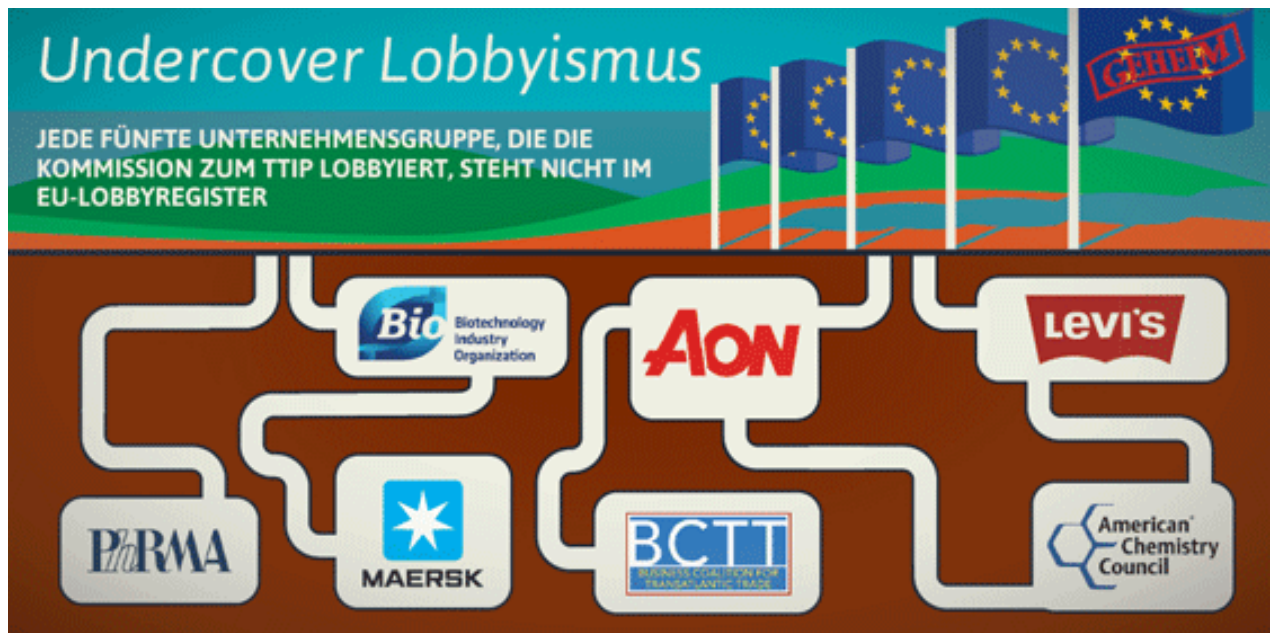 Undercover Lobbyismus
GEHEIM
JEDE FÜNFTE UNTERNEHMENSGRUPPE, DIE DIE
KOMMISSION ZUM TTIP LOBBYIERT, STEHT NICHT IM
EU-LOBBYREGISTER
Bio
Biotechnology
Industry
Organization
AON
LEVI'S
PhRMA
MAERSK
BCTT
BUSINESS COALITION FOR
TRANSATLANTIC TRADE
American
Chemistry
Council